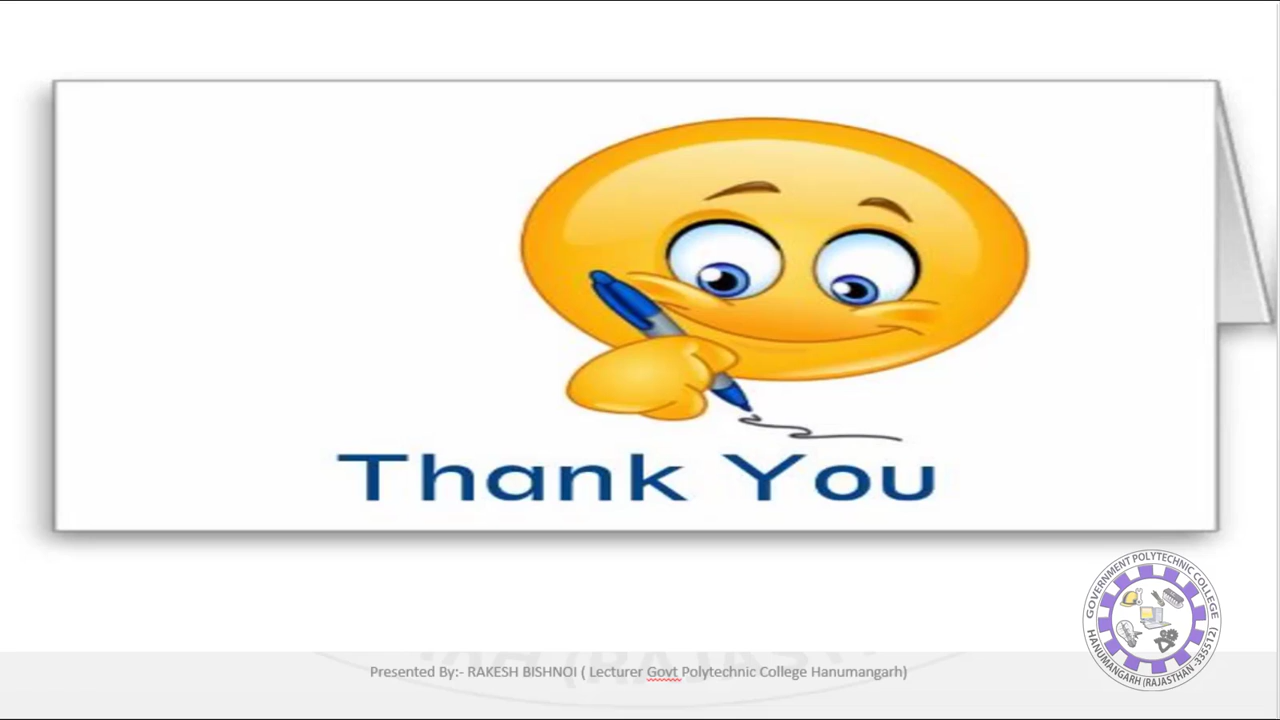 Thank You
GOVERNMENT POLYTECHNIC COLLEGE
HANUMANGARH (RAJASTHAN -335512)
Presented By:- RAKESH BISHNOI ( Lecturer Govt Polytechnic College Hanumangarh)